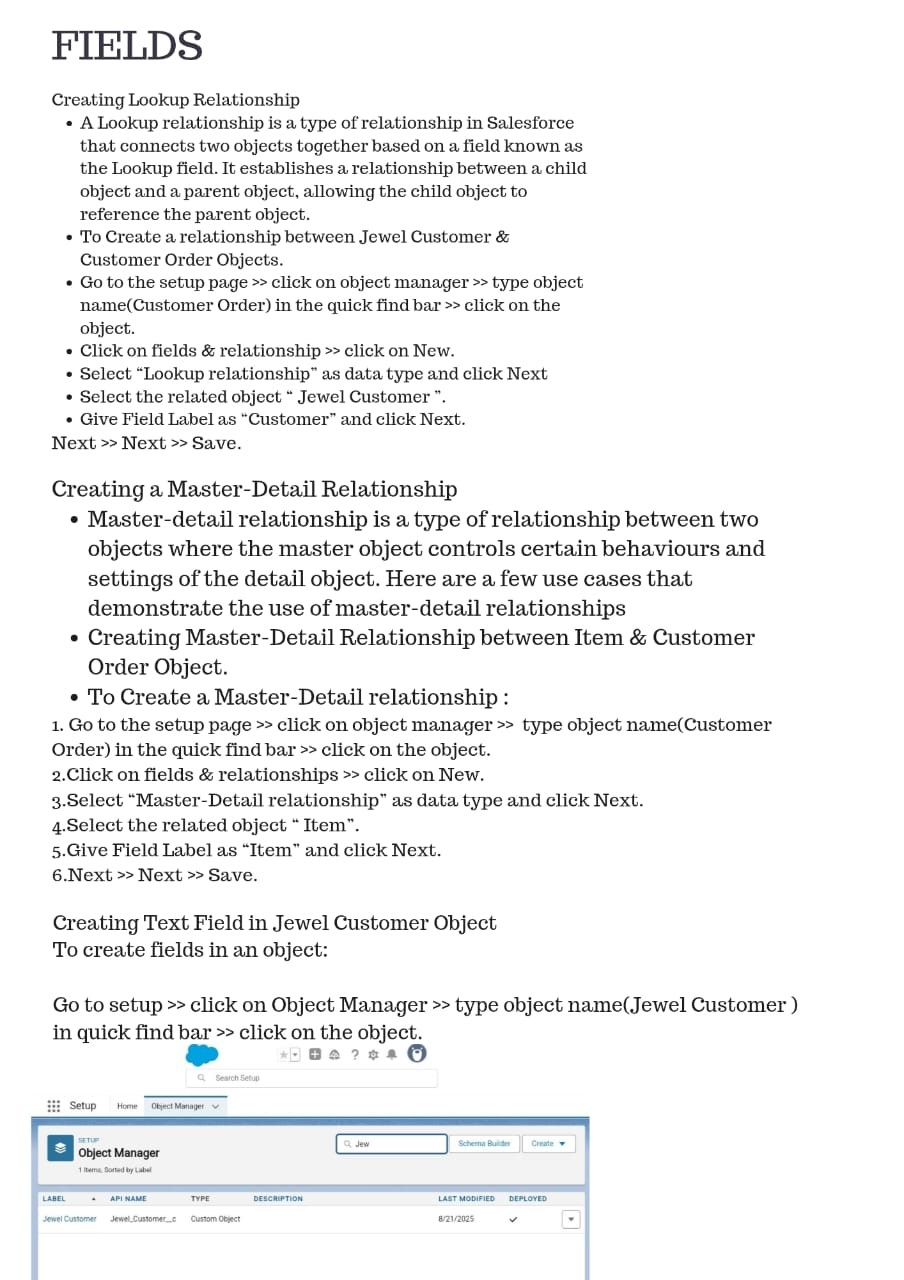 FIELDS
Creating Lookup Relationship
• A Lookup relationship is a type of relationship in Salesforce
that connects two objects together based on a field known as
the Lookup field. It establishes a relationship between a child
object and a parent object, allowing the child object to
reference the parent object.
• To Create a relationship between Jewel Customer &
Customer Order Objects.
• Go to the setup page >> click on object manager >> type object
name(Customer Order) in the quick find bar >> click on the
object.
• Click on fields & relationship >> click on New.
• Select “Lookup relationship” as data type and click Next
• Select the related object “ Jewel Customer ”.
• Give Field Label as “Customer” and click Next.
Next >> Next >> Save.
Creating a Master-Detail Relationship
• Master-detail relationship is a type of relationship between two
objects where the master object controls certain behaviours and
settings of the detail object. Here are a few use cases that
demonstrate the use of master-detail relationships
• Creating Master-Detail Relationship between Item & Customer
Order Object.
• To Create a Master-Detail relationship :
1. Go to the setup page >> click on object manager >> type object name(Customer
Order) in the quick find bar >> click on the object.
2.Click on fields & relationships >> click on New.
3.Select “Master-Detail relationship” as data type and click Next.
4.Select the related object “ Item”.
5.Give Field Label as “Item” and click Next.
6.Next >> Next >> Save.
Creating Text Field in Jewel Customer Object
To create fields in an object:
Go to setup >> click on Object Manager >> type object name(Jewel Customer )
in quick find bar >> click on the object.
Search Setup
Setup Home Object Manager
SETUP
Object Manager
1 Items, Sorted by Label
Jew
Schema Builder
Create
LABEL API NAME TYPE DESCRIPTION LAST MODIFIED DEPLOYED
Jewel Customer Jewel_Customer__c Custom Object 8/21/2025